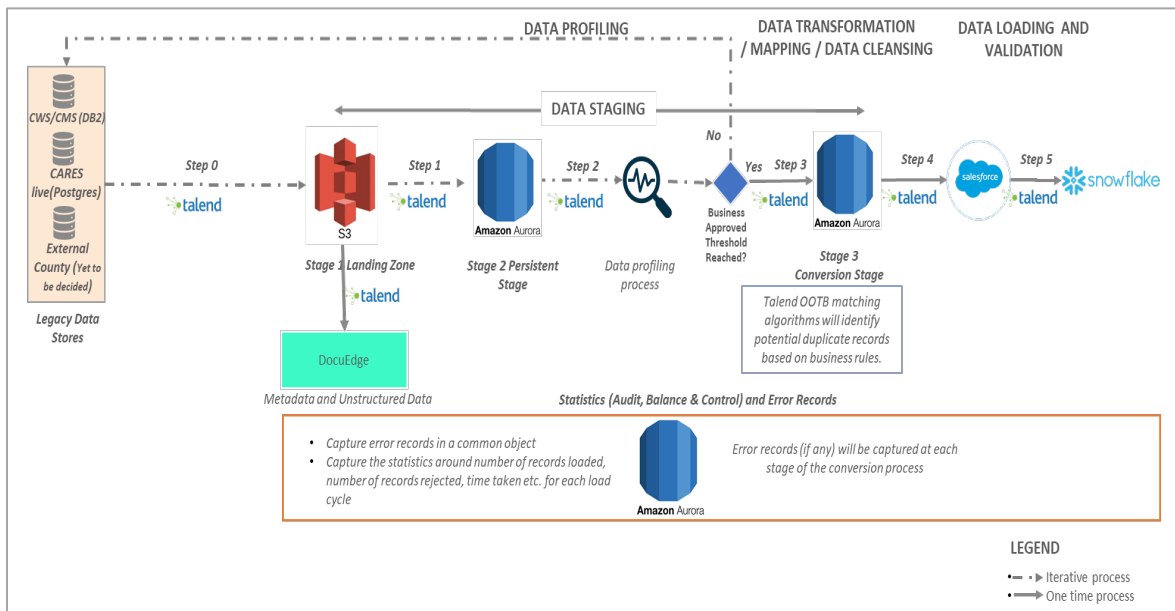 DATA PROFILING
DATA TRANSFORMATION
/ MAPPING / DATA CLEANSING
DATA LOADING AND
VALIDATION
DATA STAGING
CWS/CMS (DB2)
CARES
live(Postgres)
External
County (Yet to
be decided)
Legacy Data
Stores
Step 0
talend
S3
Stage 1 Landing Zone
talend
DocuEdge
Metadata and Unstructured Data
Step 1
talend
Amazon Aurora
Stage 2 Persistent
Stage
Step 2
talend
Data profiling
process
No
Yes
Business
Approved
Threshold
Reached?
Step 3
talend
Amazon Aurora
Stage 3
Conversion Stage
Talend OOTB matching
algorithms will identify
potential duplicate records
based on business rules.
Step 4
talend
salesforce
Step 5
talend
snowflake
Statistics (Audit, Balance & Control) and Error Records
• Capture error records in a common object
• Capture the statistics around number of records loaded,
number of records rejected, time taken etc. for each load
cycle
Amazon Aurora
Error records (if any) will be captured at each
stage of the conversion process
LEGEND
• Iterative process
• One time process